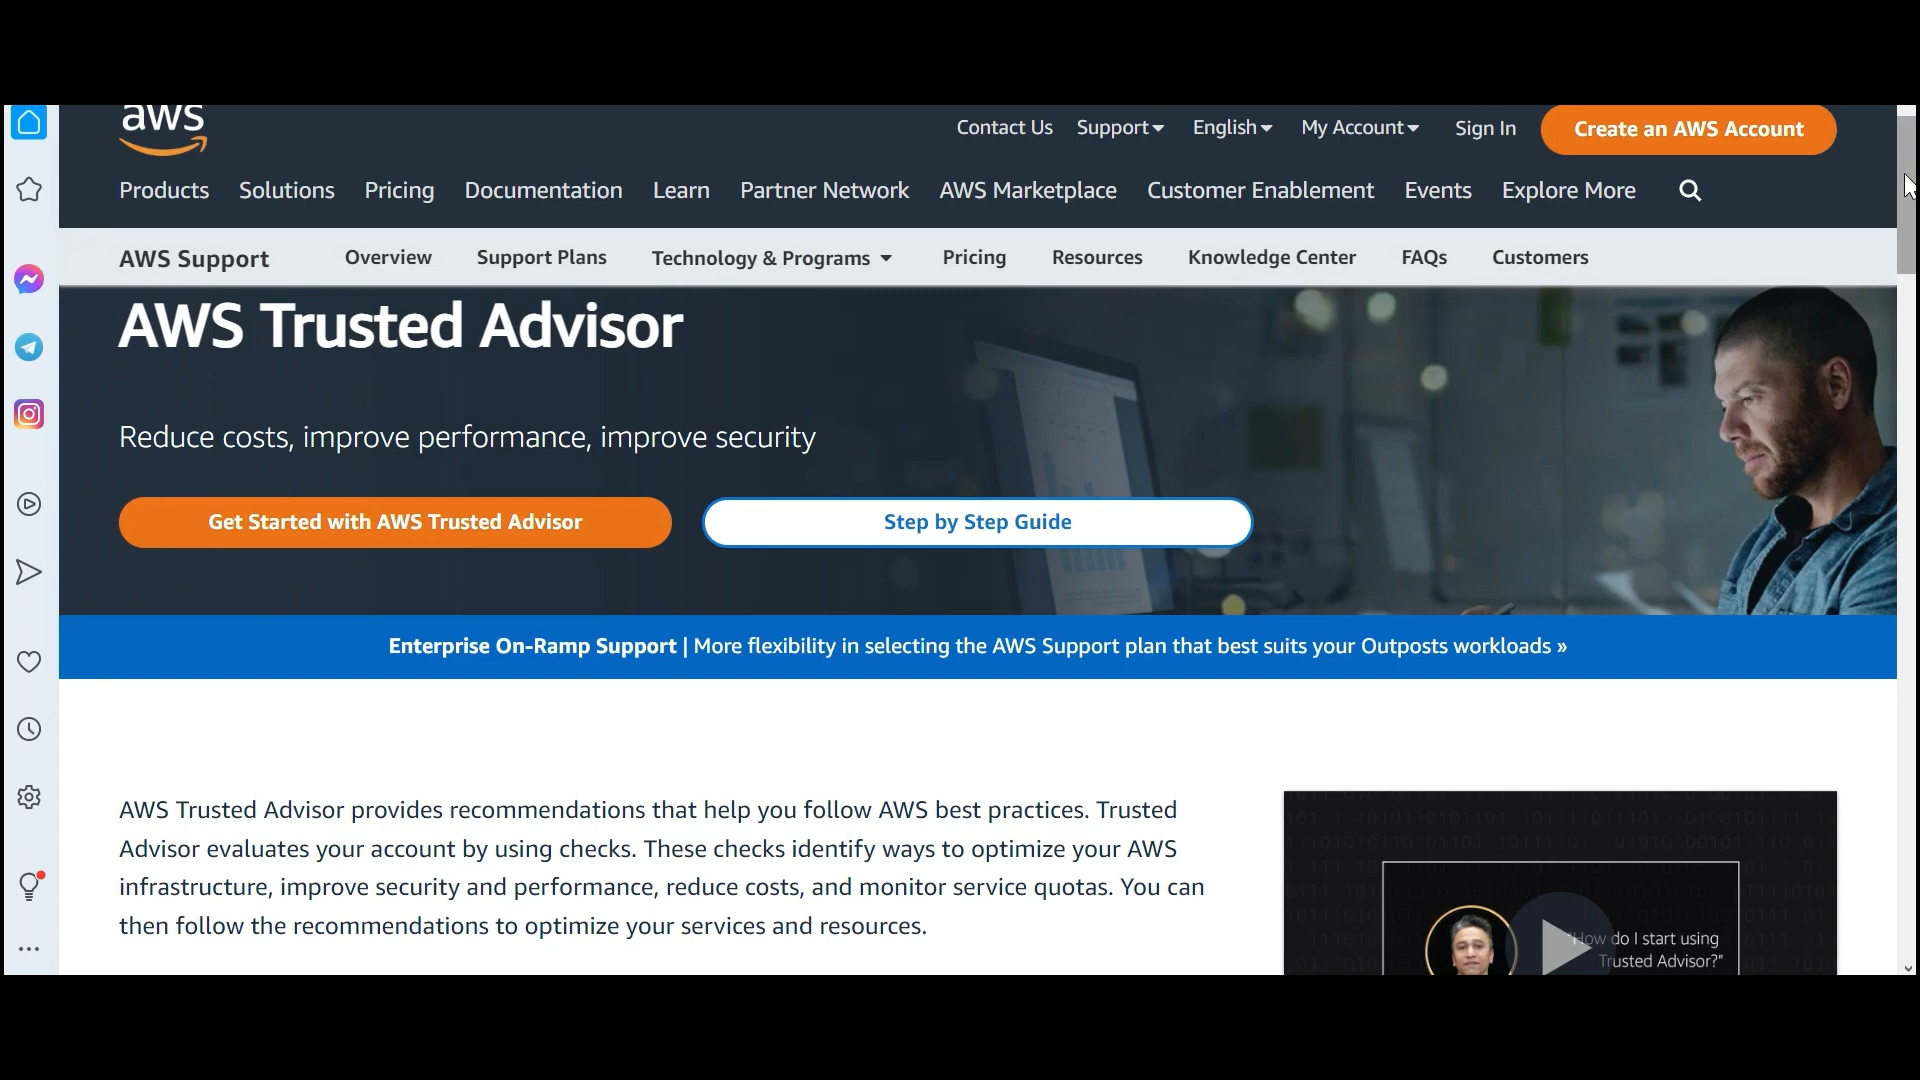 aws
Contact Us Support English My Account Sign In Create an AWS Account
Products Solutions Pricing Documentation Learn Partner Network AWS Marketplace Customer Enablement Events Explore More
AWS Support Overview Support Plans Technology & Programs Pricing Resources Knowledge Center FAQs Customers
AWS Trusted Advisor
Reduce costs, improve performance, improve security
Get Started with AWS Trusted Advisor Step by Step Guide
Enterprise On-Ramp Support | More flexibility in selecting the AWS Support plan that best suits your Outposts workloads »
AWS Trusted Advisor provides recommendations that help you follow AWS best practices. Trusted
Advisor evaluates your account by using checks. These checks identify ways to optimize your AWS
infrastructure, improve security and performance, reduce costs, and monitor service quotas. You can
then follow the recommendations to optimize your services and resources.
"How do I start using
Trusted Advisor?"